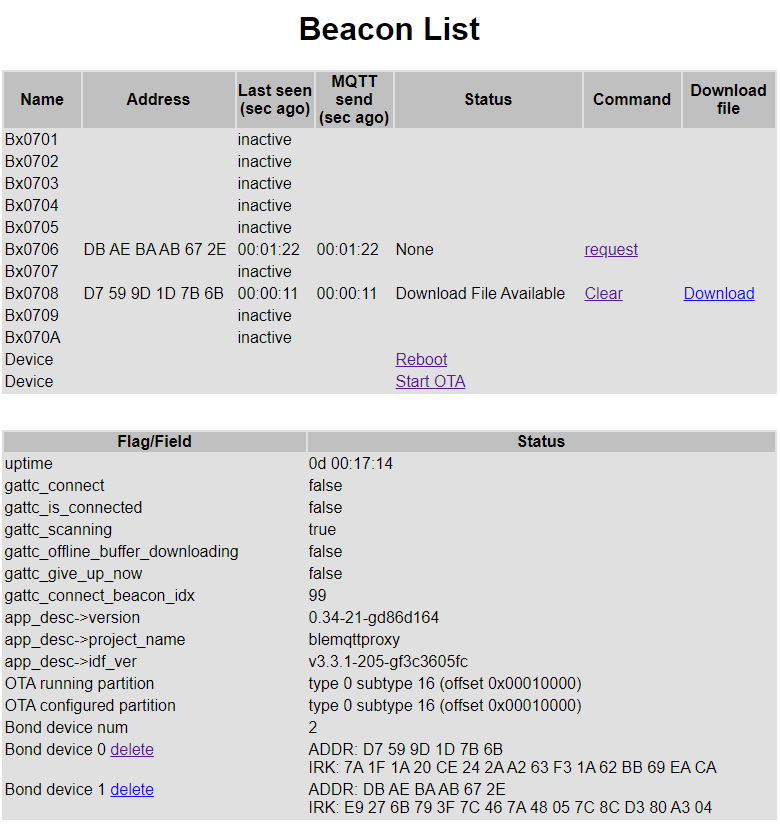 Beacon List
Name Address Last seen (sec ago) MQTT send (sec ago) Status Command Download file
Bx0701 inactive
Bx0702 inactive
Bx0703 inactive
Bx0704 inactive
Bx0705 inactive
Bx0706 DB AE BA AB 67 2E 00:01:22 00:01:22 None request
Bx0707 inactive
Bx0708 D7 59 9D 1D 7B 6B 00:00:11 00:00:11 Download File Available Clear Download
Bx0709 inactive
Bx070A inactive
Device Reboot
Device Start OTA
Flag/Field Status
uptime 0d 00:17:14
gattc_connect false
gattc_is_connected false
gattc_scanning true
gattc_offline_buffer_downloading false
gattc_give_up_now false
gattc_connect_beacon_idx 99
app_desc->version 0.34-21-gd86d164
app_desc->project_name blemqttproxy
app_desc->idf_ver v3.3.1-205-gf3c3605fc
OTA running partition type 0 subtype 16 (offset 0x00010000)
OTA configured partition type 0 subtype 16 (offset 0x00010000)
Bond device num 2
Bond device 0 delete ADDR: D7 59 9D 1D 7B 6B
IRK: 7A 1F 1A 20 CE 24 2A A2 63 F3 1A 62 BB 69 EA CA
Bond device 1 delete ADDR: DB AE BA AB 67 2E
IRK: E9 27 6B 79 3F 7C 46 7A 48 05 7C 8C D3 80 A3 04